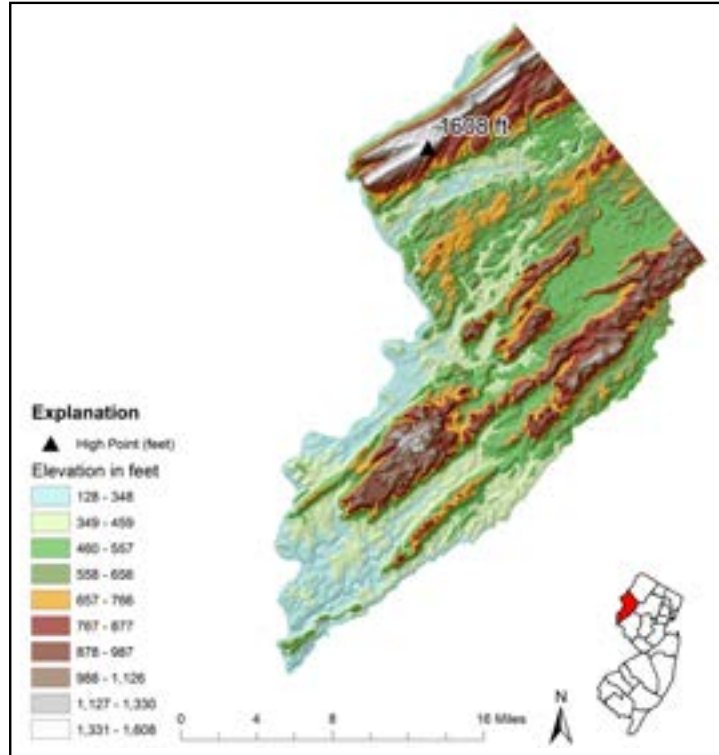 1608 ft
Explanation
High Point (feet)
Elevation in feet
128 - 348
349 - 459
460 - 557
558 - 656
657 - 766
767 - 877
878 - 987
988 - 1,126
1,127 - 1,330
1,331 - 1,608
0 4 8 16 Miles
N